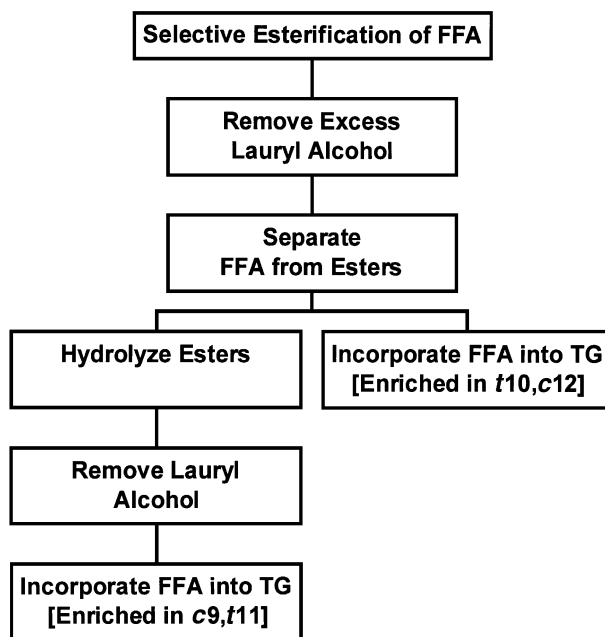 Selective Esterification of FFA
Remove Excess
Lauryl Alcohol
Separate
FFA from Esters
Hydrolyze Esters
Incorporate FFA into TG
[Enriched in t10,c12]
Remove Lauryl
Alcohol
Incorporate FFA into TG
[Enriched in c9,t11]